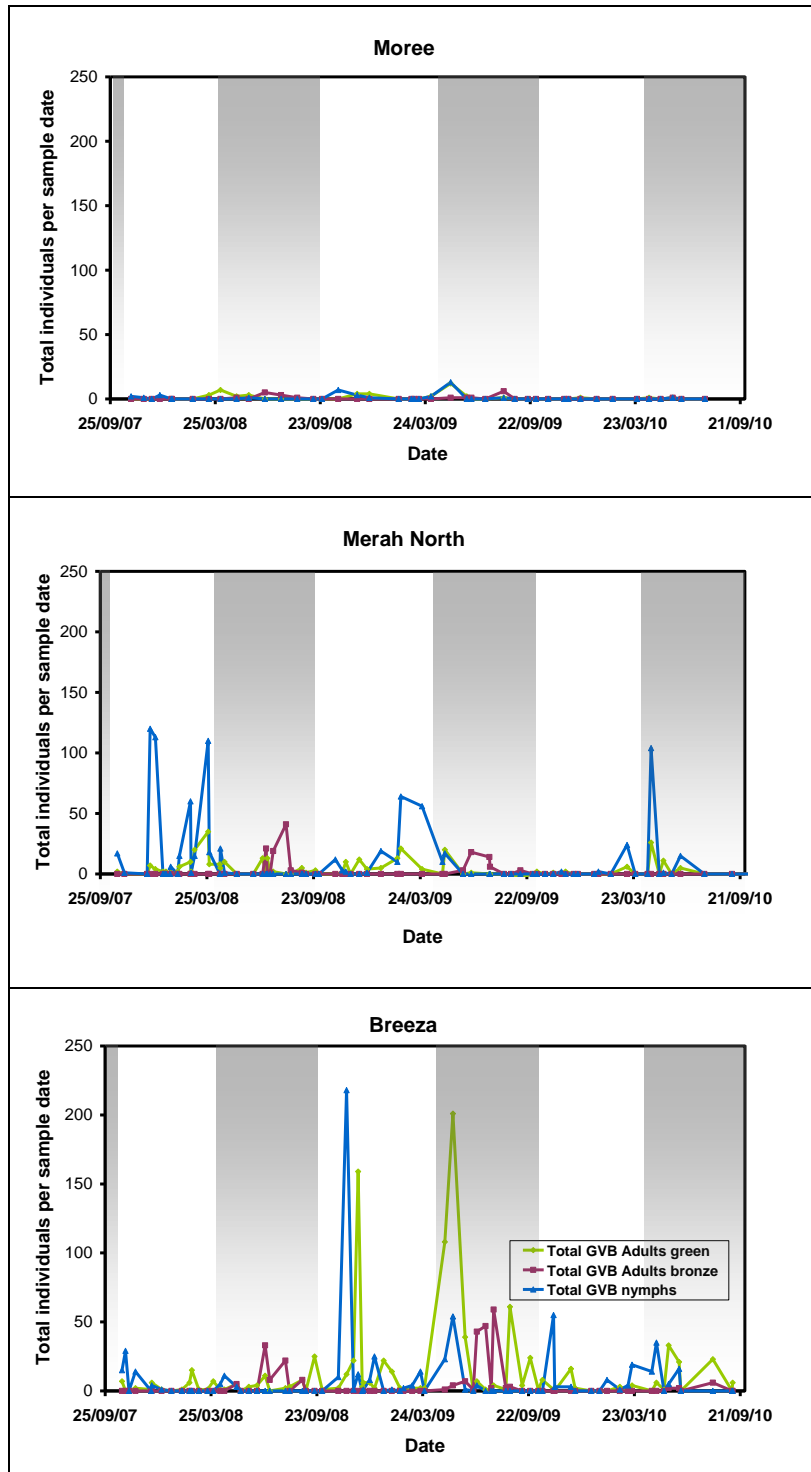 Moree
Total individuals per sample date
250
200
150
100
50
0
25/09/07 25/03/08 23/09/08 24/03/09 22/09/09 23/03/10 21/09/10
Date
Merah North
Total individuals per sample date
250
200
150
100
50
0
25/09/07 25/03/08 23/09/08 24/03/09 22/09/09 23/03/10 21/09/10
Date
Breeza
Total individuals per sample date
250
200
150
100
50
0
Total GVB Adults green
Total GVB Adults bronze
Total GVB nymphs
25/09/07 25/03/08 23/09/08 24/03/09 22/09/09 23/03/10 21/09/10
Date